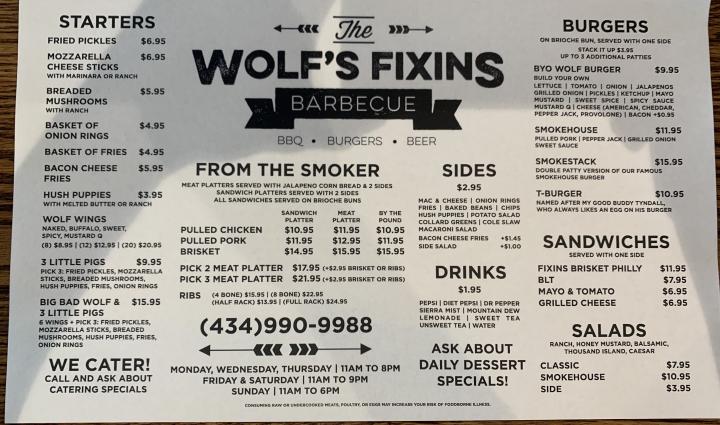 The
WOLF'S FIXINS
BARBECUE
BBQ • BURGERS • BEER
STARTERS
FRIED PICKLES $6.95
MOZZARELLA $6.95
CHEESE STICKS
WITH MARINARA OR RANCH
BREADED $5.95
MUSHROOMS
WITH RANCH
BASKET OF $4.95
ONION RINGS
BASKET OF FRIES $4.95
BACON CHEESE $5.95
FRIES
HUSH PUPPIES $3.95
WITH MELTED BUTTER OR RANCH
WOLF WINGS
NAKED, BUFFALO, SWEET,
SPICY, MUSTARD Q
(8) $8.95 | (12) $12.95 | (20) $20.95
3 LITTLE PIGS $9.95
PICK 3: FRIED PICKLES, MOZZARELLA
STICKS, BREADED MUSHROOMS,
HUSH PUPPIES, FRIES, ONION RINGS
BIG BAD WOLF & $15.95
3 LITTLE PIGS
6 WINGS + PICK 3: FRIED PICKLES,
MOZZARELLA STICKS, BREADED
MUSHROOMS, HUSH PUPPIES, FRIES,
ONION RINGS
WE CATER!
CALL AND ASK ABOUT
CATERING SPECIALS
FROM THE SMOKER
MEAT PLATTERS SERVED WITH JALAPENO CORN BREAD & 2 SIDES
SANDWICH PLATTERS SERVED WITH 2 SIDES
ALL SANDWICHES SERVED ON BRIOCHE BUNS
SANDWICH MEAT BY THE
PLATTER PLATTER POUND
PULLED CHICKEN $10.95 $11.95 $10.95
PULLED PORK $11.95 $12.95 $11.95
BRISKET $14.95 $15.95 $15.95
PICK 2 MEAT PLATTER $17.95 (+$2.95 BRISKET OR RIBS)
PICK 3 MEAT PLATTER $21.95 (+$2.95 BRISKET OR RIBS)
RIBS (4 BONE) $15.95 | (8 BONE) $22.95
(HALF RACK) $13.95 | (FULL RACK) $24.95
(434)990-9988
MONDAY, WEDNESDAY, THURSDAY | 11AM TO 8PM
FRIDAY & SATURDAY | 11AM TO 9PM
SUNDAY | 11AM TO 6PM
SIDES
$2.95
MAC & CHEESE | ONION RINGS
FRIES | BAKED BEANS | CHIPS
HUSH PUPPIES | POTATO SALAD
COLLARD GREENS | COLE SLAW
MACARONI SALAD
BACON CHEESE FRIES +$1.45
SIDE SALAD +$1.00
DRINKS
$1.95
PEPSI | DIET PEPSI | DR PEPPER
SIERRA MIST | MOUNTAIN DEW
LEMONADE | SWEET TEA
UNSWEET TEA | WATER
ASK ABOUT
DAILY DESSERT
SPECIALS!
BURGERS
ON BRIOCHE BUN, SERVED WITH ONE SIDE
STACK IT UP $3.95
UP TO 3 ADDITIONAL PATTIES
BYO WOLF BURGER $9.95
BUILD YOUR OWN
LETTUCE | TOMATO | ONION | JALAPENOS
GRILLED ONION | PICKLES | KETCHUP | MAYO
MUSTARD | SWEET SPICE | SPICY SAUCE
MUSTARD Q | CHEESE (AMERICAN, CHEDDAR,
PEPPER JACK, PROVOLONE) | BACON +$0.95
SMOKEHOUSE $11.95
PULLED PORK | PEPPER JACK | GRILLED ONION
SWEET SAUCE
SMOKESTACK $15.95
DOUBLE PATTY VERSION OF OUR FAMOUS
SMOKEHOUSE BURGER
T-BURGER $10.95
NAMED AFTER MY GOOD BUDDY TYNDALL,
WHO ALWAYS LIKES AN EGG ON HIS BURGER
SANDWICHES
SERVED WITH ONE SIDE
FIXINS BRISKET PHILLY $11.95
BLT $7.95
MAYO & TOMATO $6.95
GRILLED CHEESE $6.95
SALADS
RANCH, HONEY MUSTARD, BALSAMIC,
THOUSAND ISLAND, CAESAR
CLASSIC $7.95
SMOKEHOUSE $10.95
SIDE $3.95
CONSUMING RAW OR UNDERCOOKED MEATS, POULTRY, OR EGGS MAY INCREASE YOUR RISK OF FOODBORNE ILLNESS.